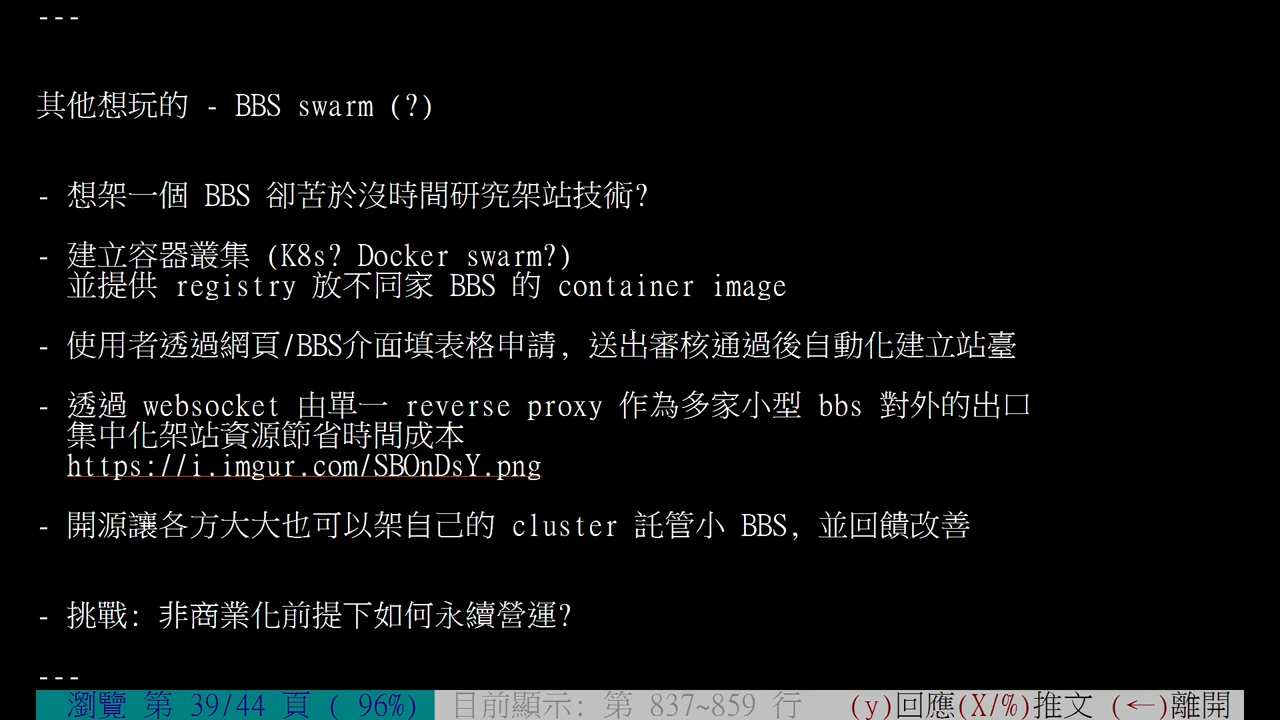 ---
其他想玩的 - BBS swarm (?)
- 想架一個 BBS 卻苦於沒時間研究架站技術?
- 建立容器叢集 (K8s? Docker swarm?)
並提供 registry 放不同家 BBS 的 container image
- 使用者透過網頁/BBS介面填表格申請, 送出審核通過後自動化建立站臺
- 透過 websocket 由單一 reverse proxy 作為多家小型 bbs 對外的出口
集中化架站資源節省時間成本
https://i.imgur.com/SBOnDsY.png
- 開源讓各方大大也可以架自己的 cluster 託管小 BBS, 並回饋改善
- 挑戰: 非商業化前提下如何永續營運?
---
瀏覽 第 39/44 頁 ( 96%) 目前顯示: 第 837~859 行 (y)回應(X/%)推文 (←)離開